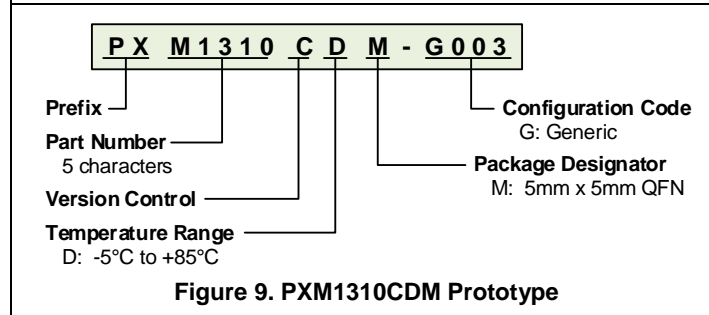 PX M1310 C D M - G003
Prefix
Configuration Code
G: Generic
Part Number
5 characters
Package Designator
M: 5mm x 5mm QFN
Version Control
Temperature Range
D: -5°C to +85°C
Figure 9. PXM1310CDM Prototype